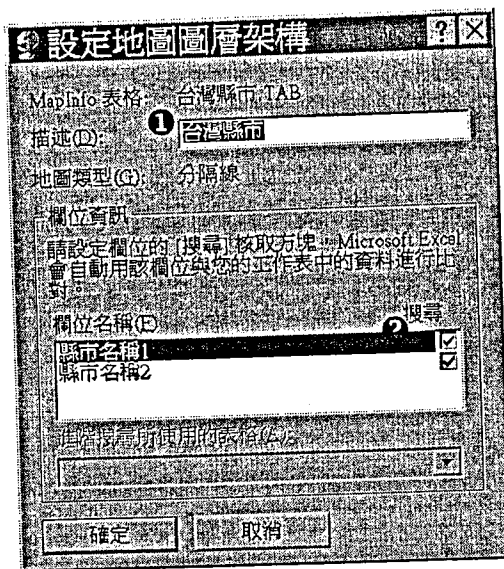 設定地圖圖層架構
MapInfo 表格: 台灣縣市.TAB
❶
描述(D): 台灣縣市
地圖類型(G): 分隔線
欄位資訊
請設定欄位的 [搜尋] 核取方塊。Microsoft Excel
會自動用該欄位與您的工作表中的資料進行比
對。
欄位名稱(E) ❷ 搜尋
縣市名稱1
縣市名稱2
確定 取消